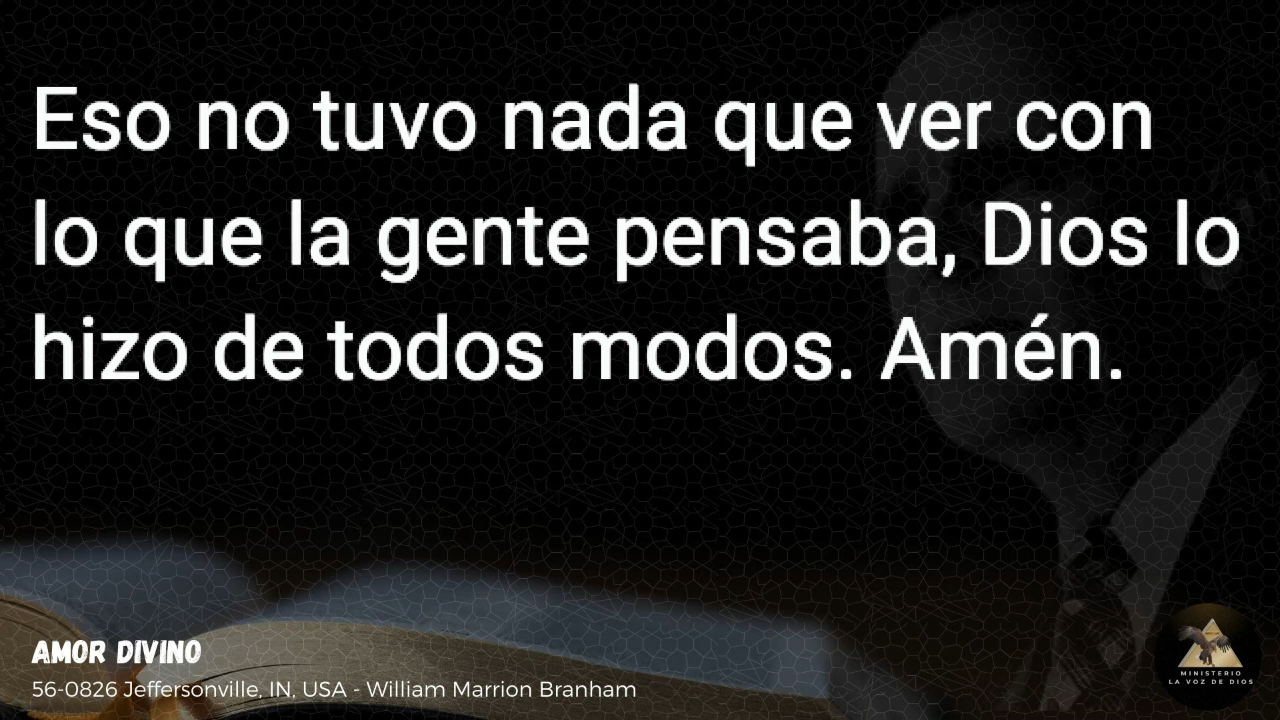 Eso no tuvo nada que ver con
lo que la gente pensaba, Dios lo
hizo de todos modos. Amén.
AMOR DIVINO
56-0826 Jeffersonville, IN, USA - William Marrion Branham
MINISTERIO
LA VOZ DE DIOS